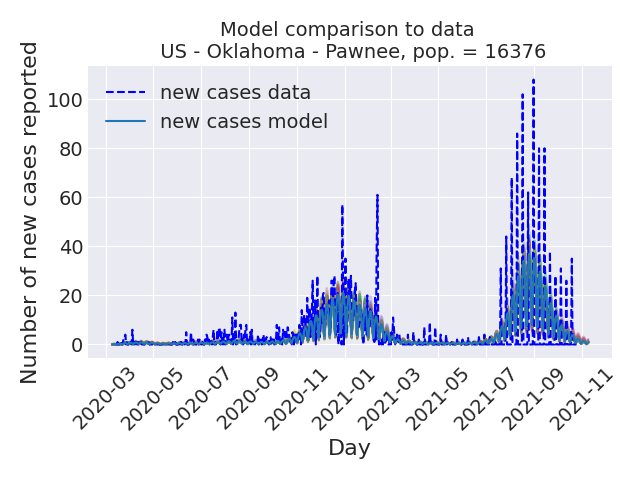 Model comparison to data
US - Oklahoma - Pawnee, pop. = 16376
new cases data
new cases model
Number of new cases reported
100
80
60
40
20
0
2020-03
2020-05
2020-07
2020-09
2020-11
2021-01
2021-03
2021-05
2021-07
2021-09
2021-11
Day